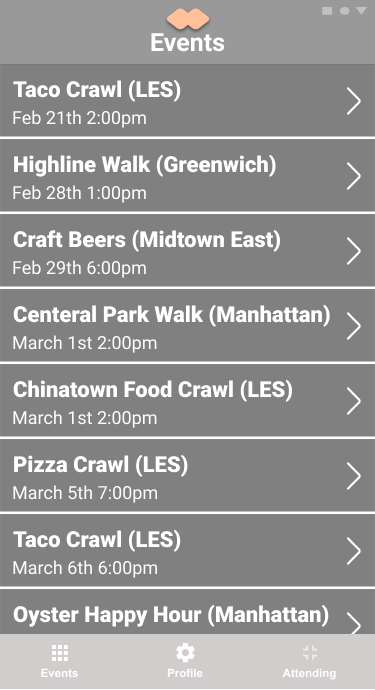 Events
Taco Crawl (LES)
Feb 21th 2:00pm
Highline Walk (Greenwich)
Feb 28th 1:00pm
Craft Beers (Midtown East)
Feb 29th 6:00pm
Centeral Park Walk (Manhattan)
March 1st 2:00pm
Chinatown Food Crawl (LES)
March 1st 2:00pm
Pizza Crawl (LES)
March 5th 7:00pm
Taco Crawl (LES)
March 6th 6:00pm
Oyster Happy Hour (Manhattan)
Events Profile Attending